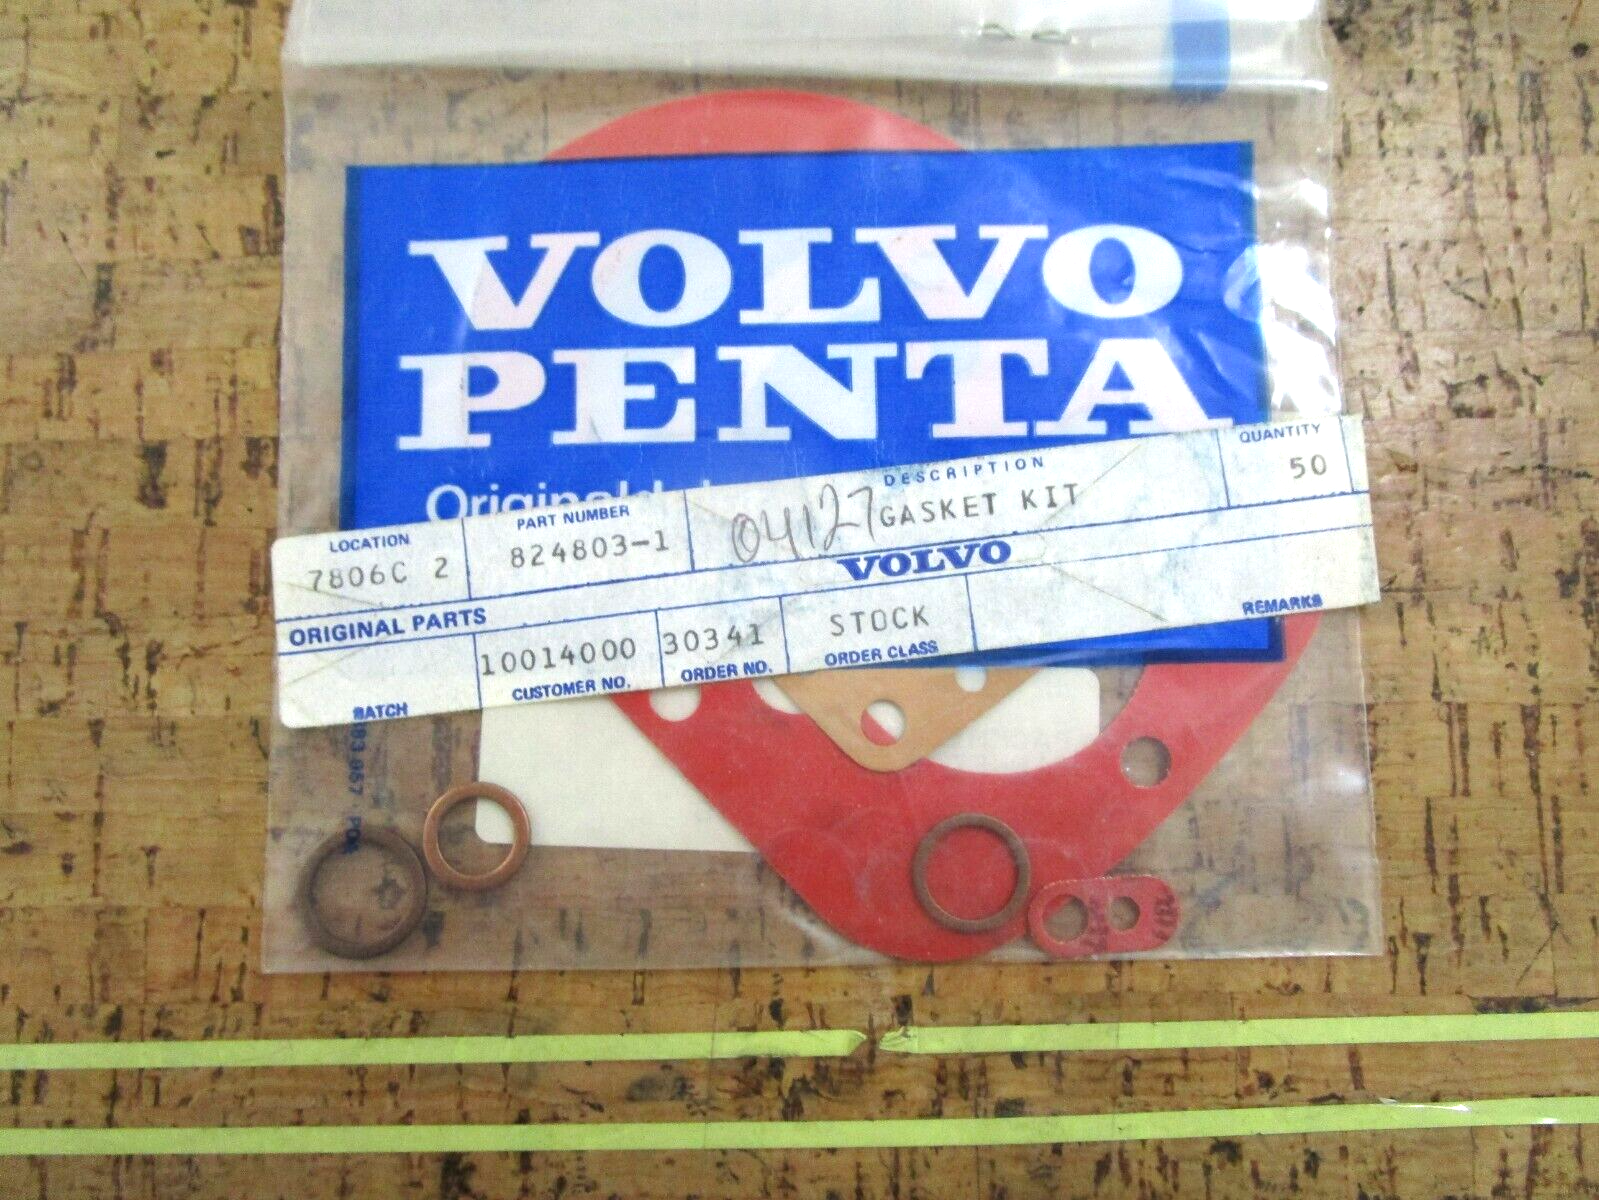 VOLVO
PENTA
Original
LOCATION PART NUMBER DESCRIPTION QUANTITY
7806C 2 824803-1 04127 GASKET KIT 50
ORIGINAL PARTS VOLVO
10014000 30341 STOCK
BATCH CUSTOMER NO. ORDER NO. ORDER CLASS REMARKS